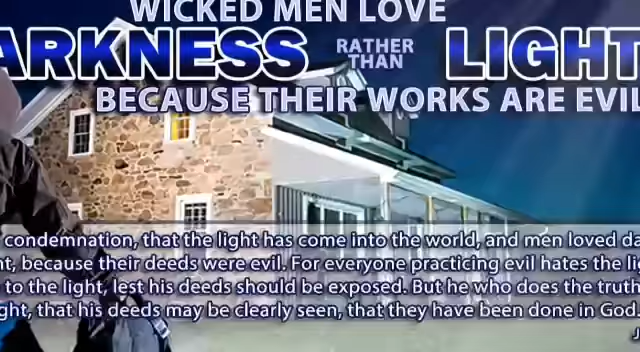 WICKED MEN LOVE
ARKNESS RATHER THAN LIGHT
BECAUSE THEIR WORKS ARE EVIL
condemnation, that the light has come into the world, and men loved da
nt, because their deeds were evil. For everyone practicing evil hates the lig
to the light, lest his deeds should be exposed. But he who does the truth
ght, that his deeds may be clearly seen, that they have been done in God.
J